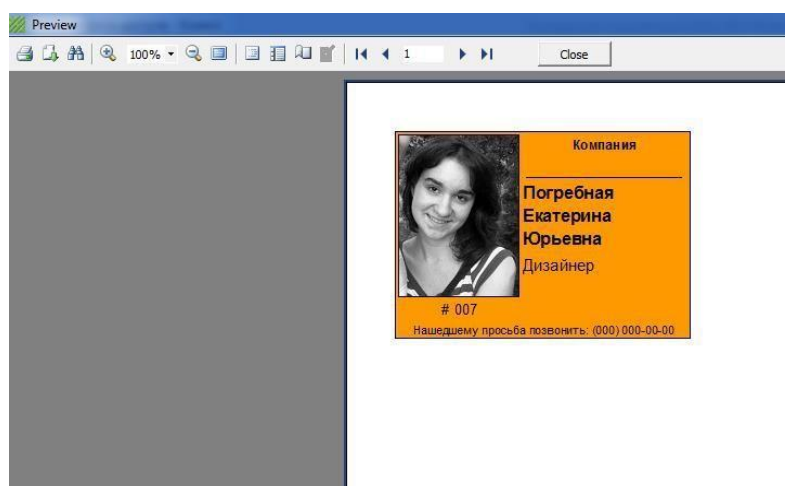 Preview
100%
1
Close
Компания
Погребная
Екатерина
Юрьевна
Дизайнер
# 007
Нашедшему просьба позвонить: (000) 000-00-00